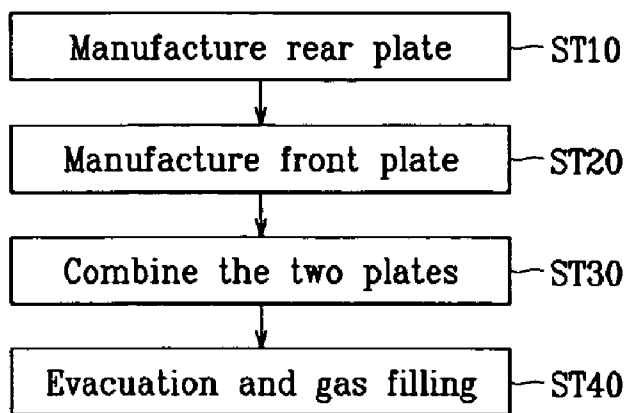 Manufacture rear plate ST10
Manufacture front plate ST20
Combine the two plates ST30
Evacuation and gas filling ST40